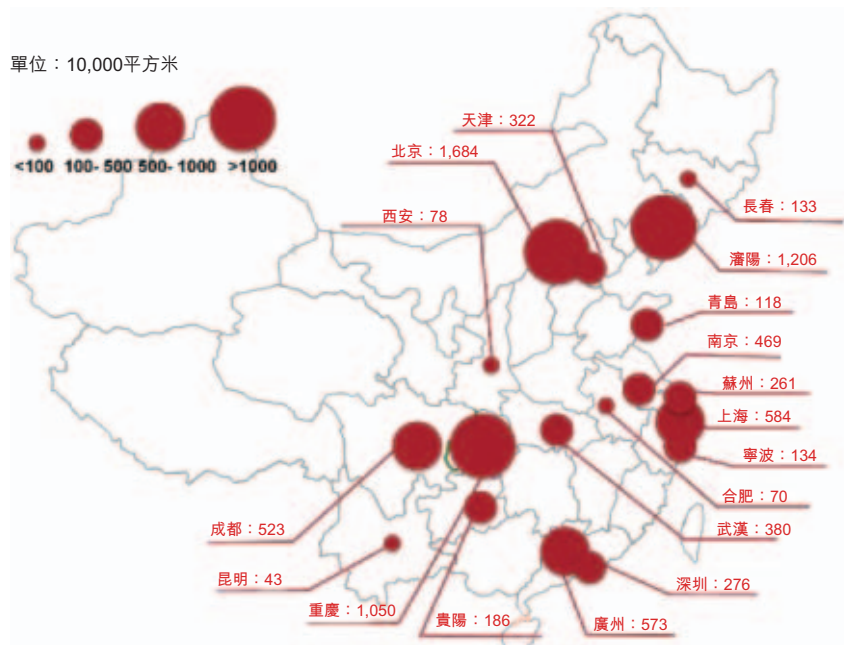 單位：10,000平方米
<100 100-500 500-1000 >1000
天津：322
北京：1,684
西安：78
長春：133
瀋陽：1,206
青島：118
南京：469
蘇州：261
上海：584
寧波：134
合肥：70
武漢：380
成都：523
昆明：43
深圳：276
重慶：1,050
貴陽：186
廣州：573